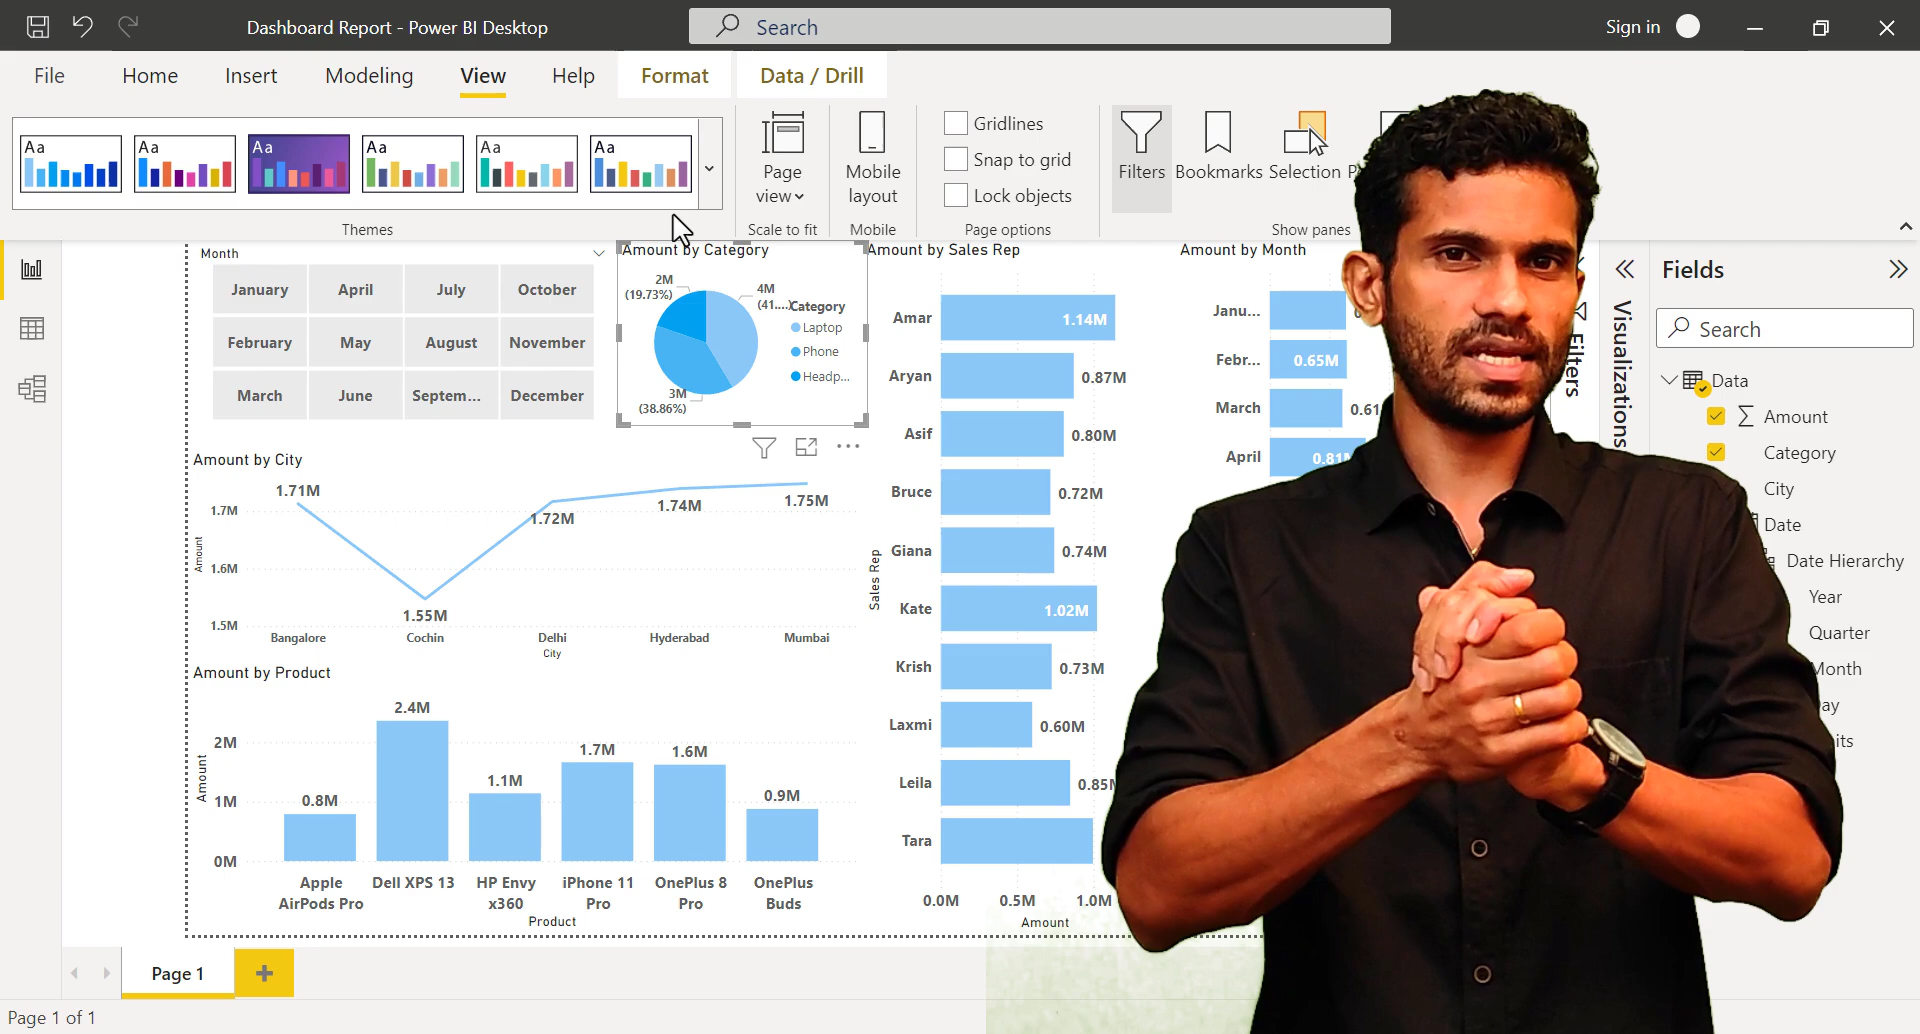 Dashboard Report - Power BI Desktop
Search
Sign in
File Home Insert Modeling View Help Format Data / Drill
Aa Aa Aa Aa Aa Aa
Themes
Page view
Scale to fit
Mobile layout
Mobile
Gridlines
Snap to grid
Lock objects
Page options
Filters Bookmarks Selection
Show panes
Month
January April July October
February May August November
March June Septem... December
Amount by Category
2M
(19.73%)
4M
(41....)
3M
(38.86%)
Category
Laptop
Phone
Headp...
Amount by City
1.7M
1.6M
1.5M
Amount
1.71M
1.55M
1.72M
1.74M
1.75M
Bangalore Cochin Delhi Hyderabad Mumbai
City
Amount by Product
2M
1M
0M
Amount
0.8M
2.4M
1.1M
1.7M
1.6M
0.9M
Apple AirPods Pro
Dell XPS 13
HP Envy x360
iPhone 11 Pro
OnePlus 8 Pro
OnePlus Buds
Product
Amount by Sales Rep
Sales Rep
Amar 1.14M
Aryan 0.87M
Asif 0.80M
Bruce 0.72M
Giana 0.74M
Kate 1.02M
Krish 0.73M
Laxmi 0.60M
Leila 0.85M
Tara
0.0M 0.5M 1.0M
Amount
Amount by Month
Janu...
Febr... 0.65M
March 0.61
April 0.81M
Filters
Visualizations
Fields
Search
Data
Amount
Category
City
Date
Date Hierarchy
Year
Quarter
Month
Page 1
Page 1 of 1